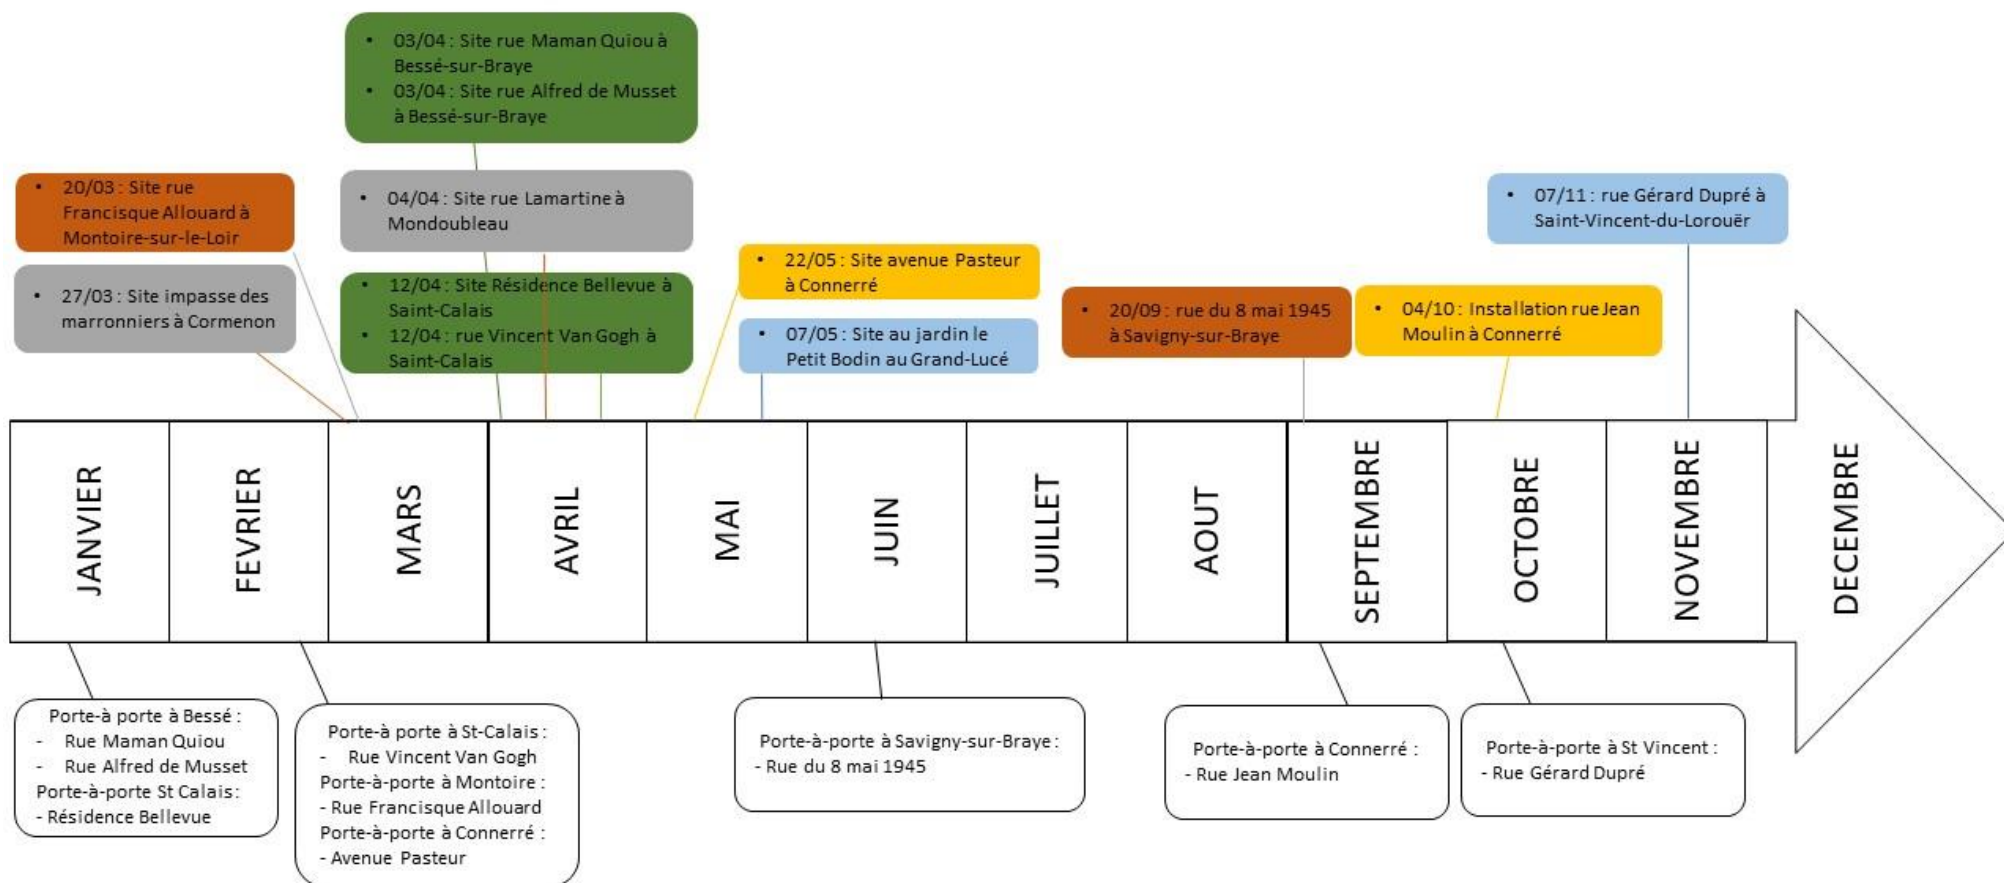 • 03/04 : Site rue Maman Quiou à
Bessé-sur-Braye
• 03/04 : Site rue Alfred de Musset
à Bessé-sur-Braye
• 20/03 : Site rue
Francisque Allouard à
Montoire-sur-le-Loir
• 27/03 : Site impasse des
marronniers à Cormenon
• 04/04 : Site rue Lamartine à
Mondoubleau
• 12/04 : Site Résidence Bellevue à
Saint-Calais
• 12/04 : rue Vincent Van Gogh à
Saint-Calais
• 22/05 : Site avenue Pasteur
à Connerré
• 07/05 : Site au jardin le
Petit Bodin au Grand-Lucé
• 20/09 : rue du 8 mai 1945
à Savigny-sur-Braye
• 04/10 : Installation rue Jean
Moulin à Connerré
• 07/11 : rue Gérard Dupré à
Saint-Vincent-du-Lorouër
JANVIER
FEVRIER
MARS
AVRIL
MAI
JUIN
JUILLET
AOUT
SEPTEMBRE
OCTOBRE
NOVEMBRE
DECEMBRE
Porte-à porte à Bessé :
- Rue Maman Quiou
- Rue Alfred de Musset
Porte-à-porte St Calais :
- Résidence Bellevue
Porte-à porte à St-Calais :
- Rue Vincent Van Gogh
Porte-à-porte à Montoire :
- Rue Francisque Allouard
Porte-à-porte à Connerré :
- Avenue Pasteur
Porte-à-porte à Savigny-sur-Braye :
- Rue du 8 mai 1945
Porte-à-porte à Connerré :
- Rue Jean Moulin
Porte-à-porte à St Vincent :
- Rue Gérard Dupré